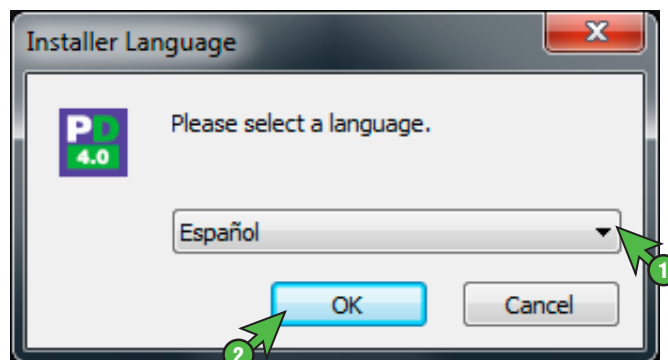 Installer Language
PD
4.0
Please select a language.
Español
1
OK
Cancel
2